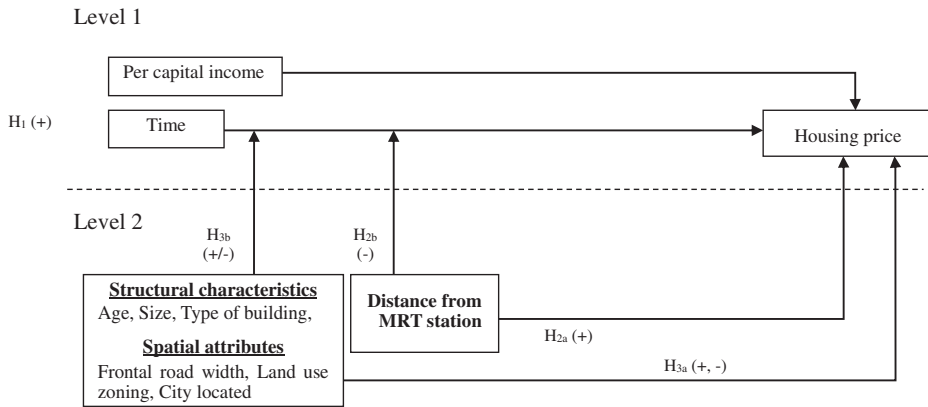 Level 1
Per capital income
H1 (+)
Time
Housing price
Level 2
H3b
(+/-)
H2b
(-)
Structural characteristics
Age, Size, Type of building,
Spatial attributes
Frontal road width, Land use
zoning, City located
Distance from
MRT station
H2a (+)
H3a (+, -)